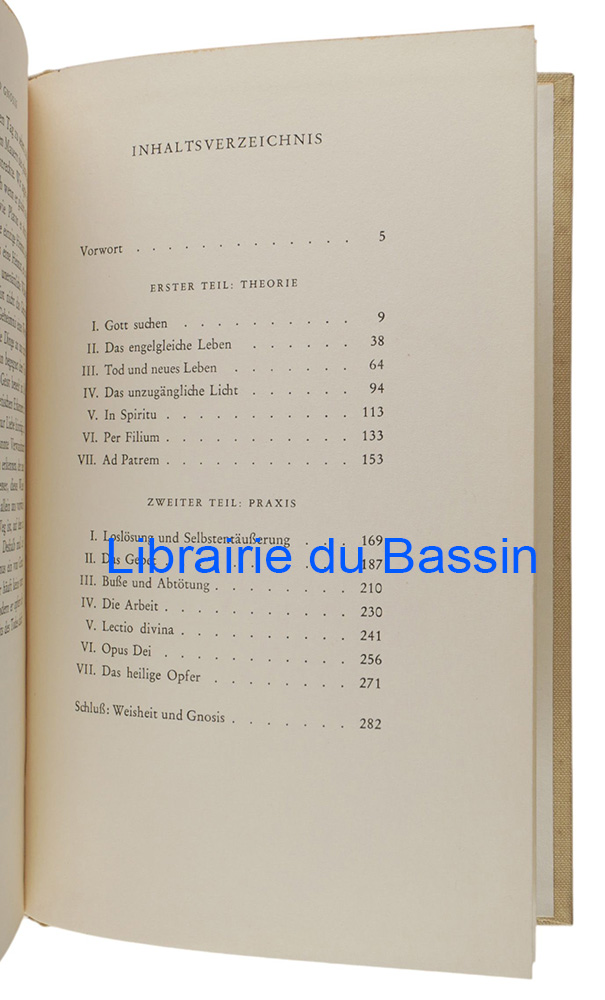 INHALTSVERZEICHNIS
Vorwort . . . . . . . . . . . . . 5
ERSTER TEIL: THEORIE
I. Gott suchen . . . . . . . . . . 9
II. Das engelgleiche Leben . . . . . . 38
III. Tod und neues Leben . . . . . . . 64
IV. Das unzugängliche Licht . . . . . . 94
V. In Spiritu . . . . . . . . . . 113
VI. Per Filium . . . . . . . . . . 133
VII. Ad Patrem . . . . . . . . . . 153
ZWEITER TEIL: PRAXIS
I. Loslösung und Selbstentäußerung . . . 169
Librairie du Bassin
II. Das Gebet . . . . . . . . . . 187
III. Buße und Abtötung . . . . . . . . 210
IV. Die Arbeit . . . . . . . . . . 230
V. Lectio divina . . . . . . . . . 241
VI. Opus Dei . . . . . . . . . . 256
VII. Das heilige Opfer . . . . . . . . 271
Schluß: Weisheit und Gnosis . . . . . . . 282